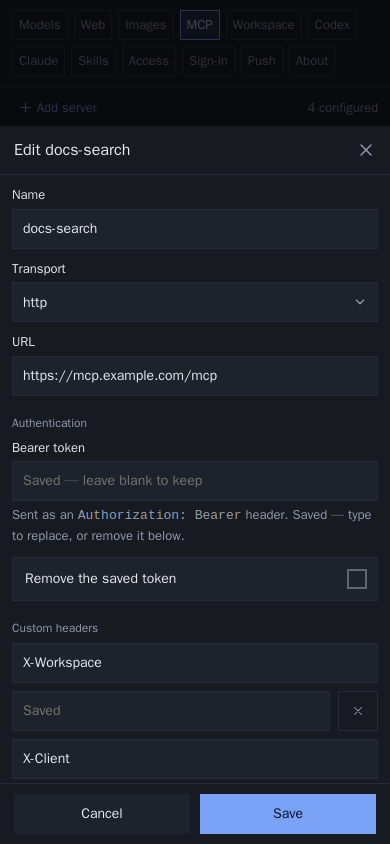 Models Web Images MCP Workspace Codex
Claude Skills Access Sign-in Push About
+ Add server 4 configured
Edit docs-search
Name
docs-search
Transport
http
URL
https://mcp.example.com/mcp
Authentication
Bearer token
Saved — leave blank to keep
Sent as an Authorization: Bearer header. Saved — type
to replace, or remove it below.
Remove the saved token
Custom headers
X-Workspace
Saved
X-Client
Cancel Save